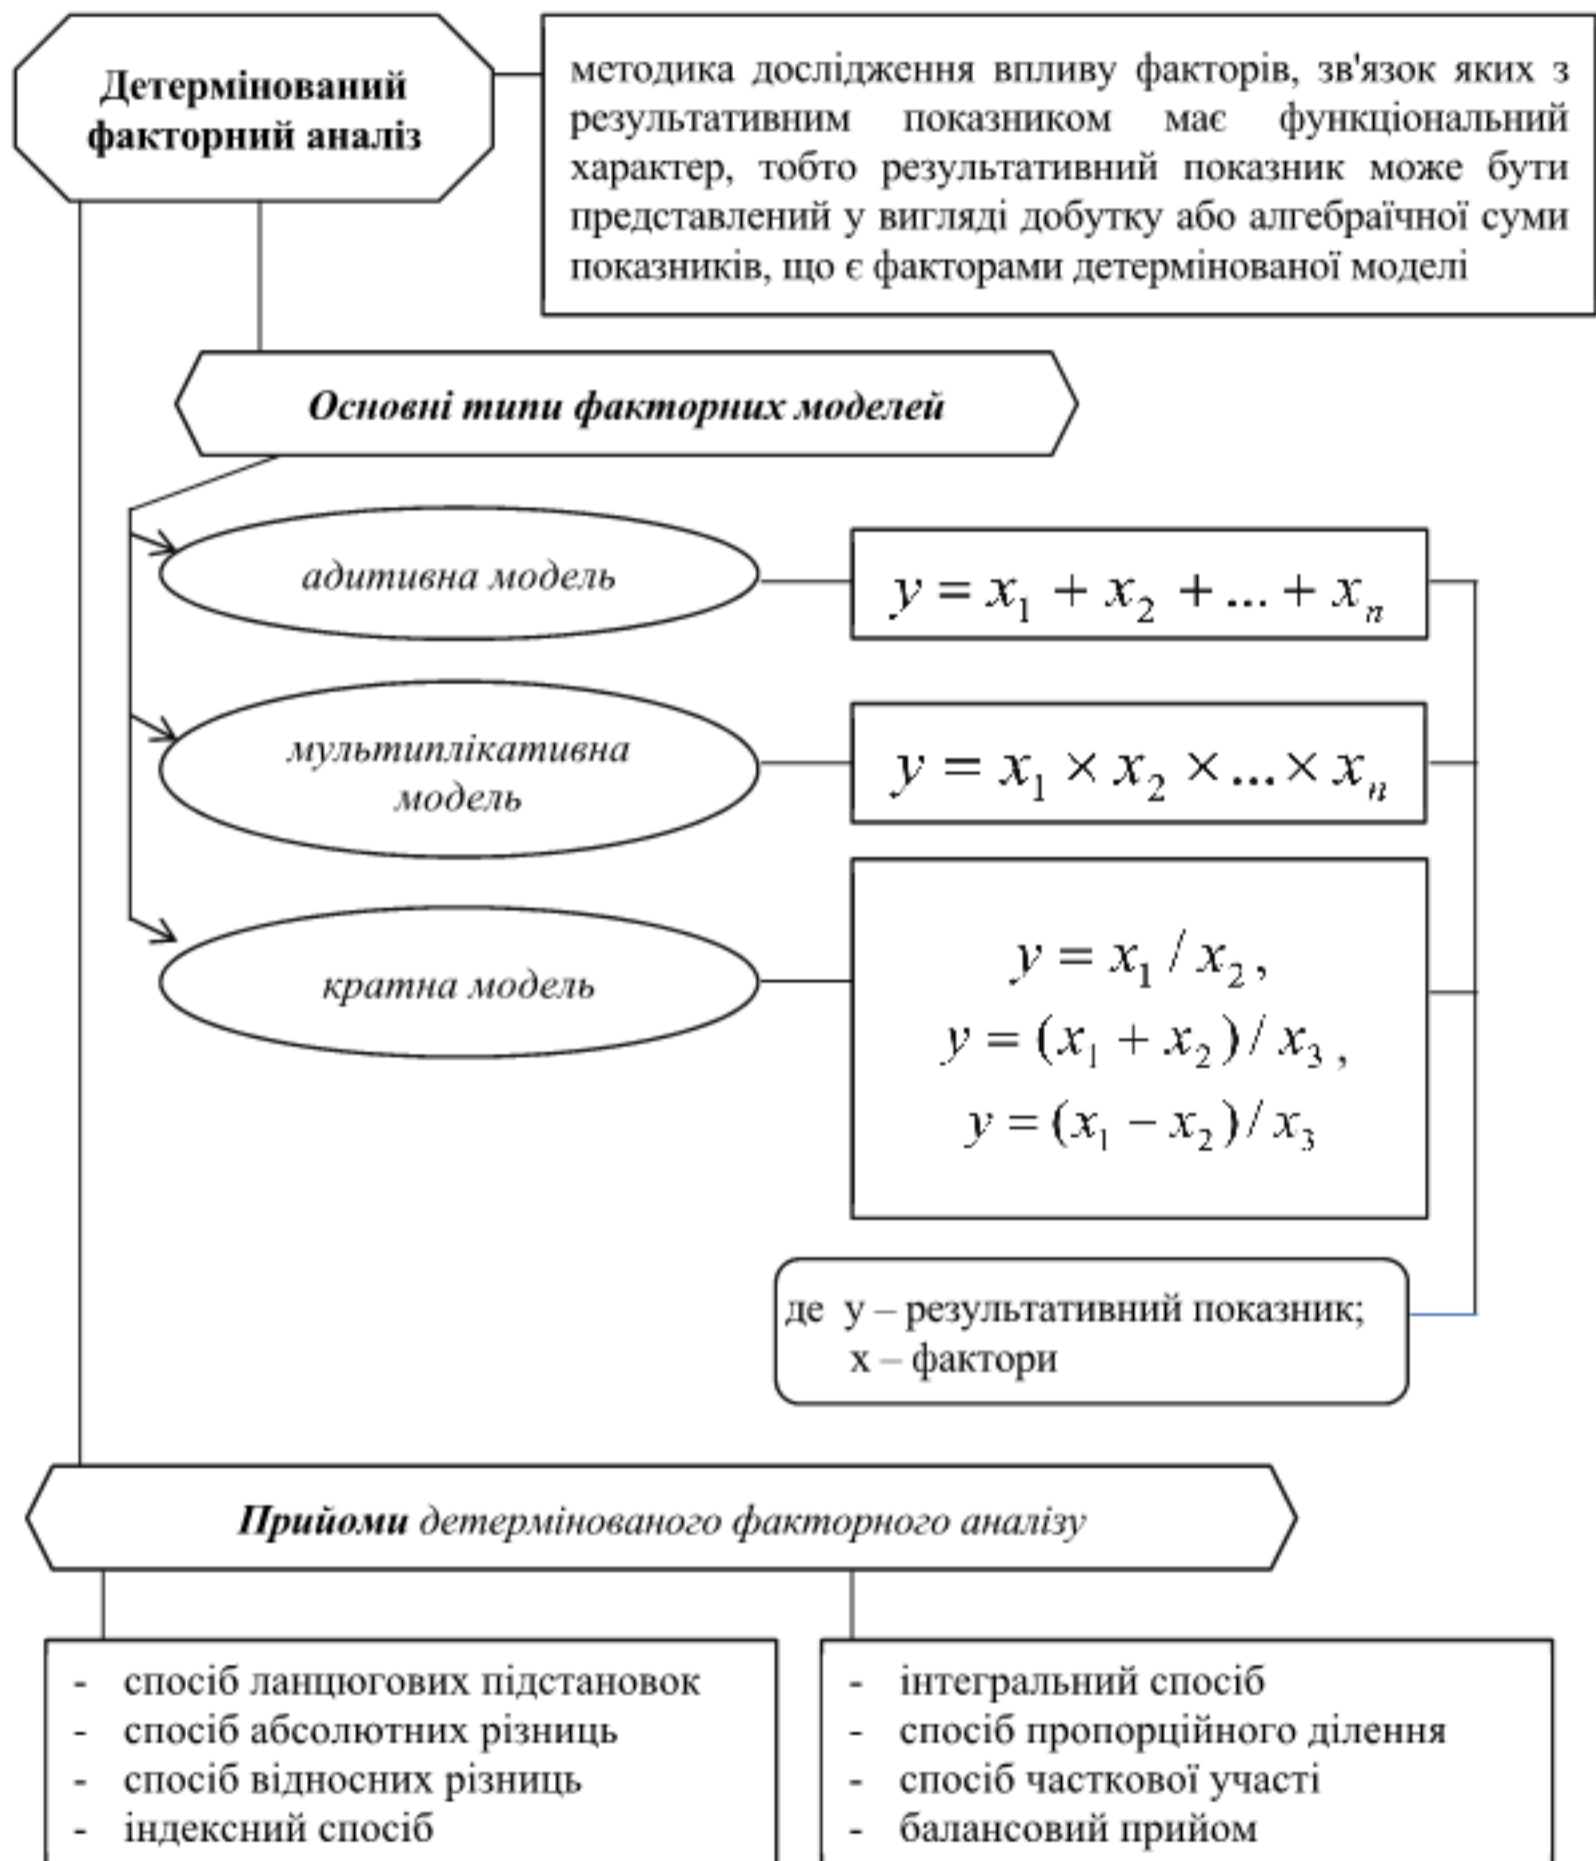 Детермінований
факторний аналіз
методика дослідження впливу факторів, зв'язок яких з
результативним показником має функціональний
характер, тобто результативний показник може бути
представлений у вигляді добутку або алгебраїчної суми
показників, що є факторами детермінованої моделі
Основні типи факторних моделей
адитивна модель
y = x₁ + x₂ + ... + xₙ
мультиплікативна
модель
y = x₁ × x₂ × ... × xₙ
кратна модель
y = x₁ / x₂ ,
y = (x₁ + x₂) / x₃ ,
y = (x₁ − x₂) / x₃
де y – результативний показник;
x – фактори
Прийоми детермінованого факторного аналізу
- спосіб ланцюгових підстановок
- спосіб абсолютних різниць
- спосіб відносних різниць
- індексний спосіб
- інтегральний спосіб
- спосіб пропорційного ділення
- спосіб часткової участі
- балансовий прийом